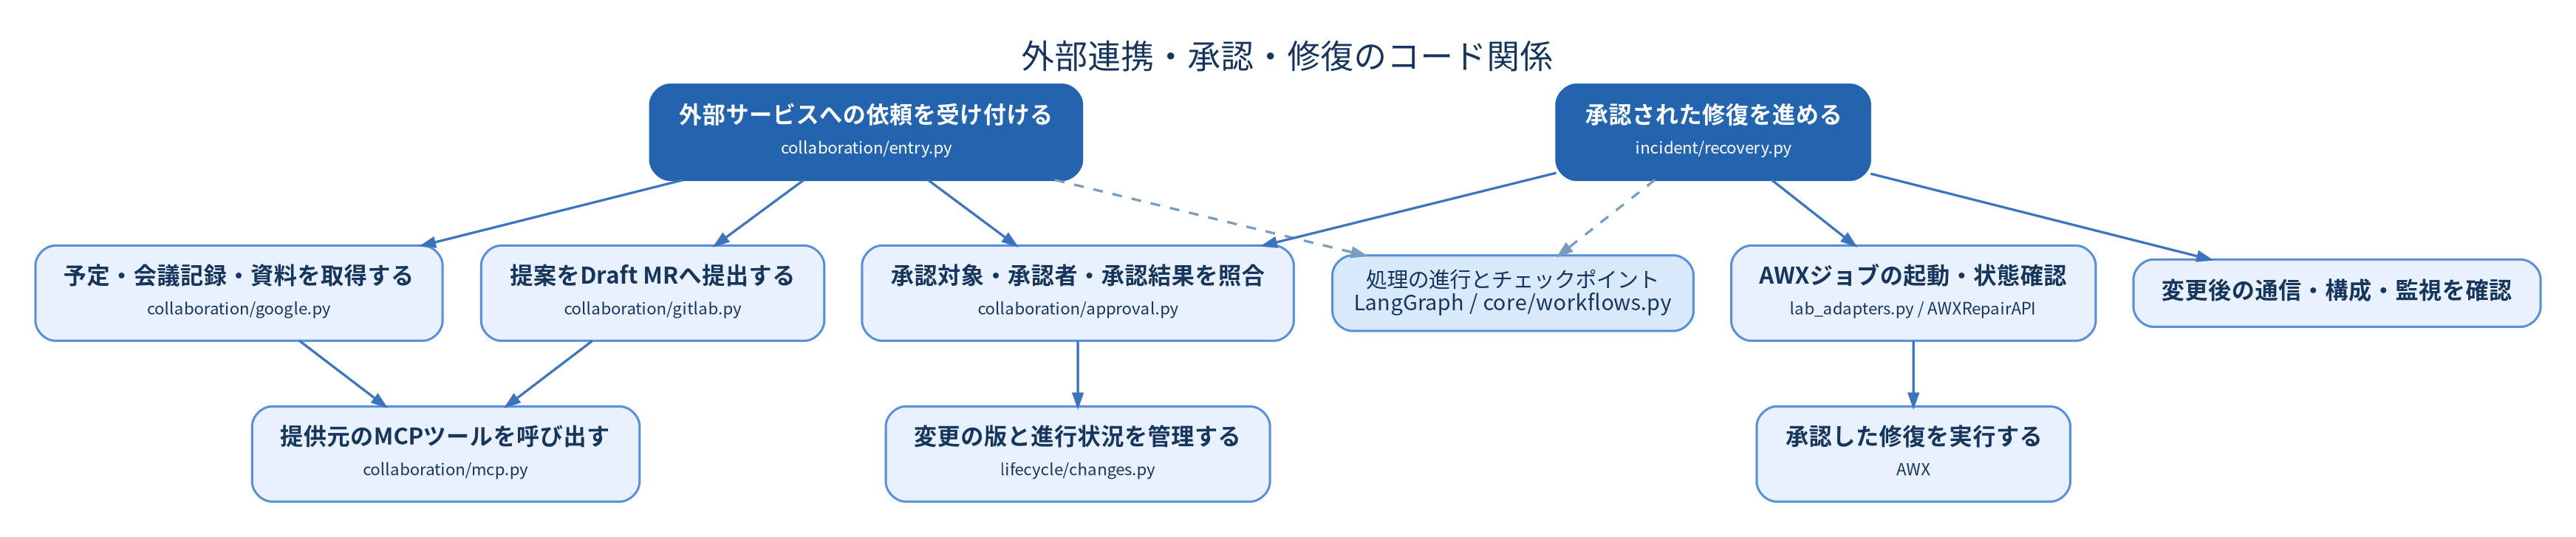 外部連携・承認・修復のコード関係
外部サービスへの依頼を受け付ける
collaboration/entry.py
承認された修復を進める
incident/recovery.py
予定・会議記録・資料を取得する
collaboration/google.py
提案をDraft MRへ提出する
collaboration/gitlab.py
承認対象・承認者・承認結果を照合
collaboration/approval.py
処理の進行とチェックポイント
LangGraph / core/workflows.py
AWXジョブの起動・状態確認
lab_adapters.py / AWXRepairAPI
変更後の通信・構成・監視を確認
提供元のMCPツールを呼び出す
collaboration/mcp.py
変更の版と進行状況を管理する
lifecycle/changes.py
承認した修復を実行する
AWX